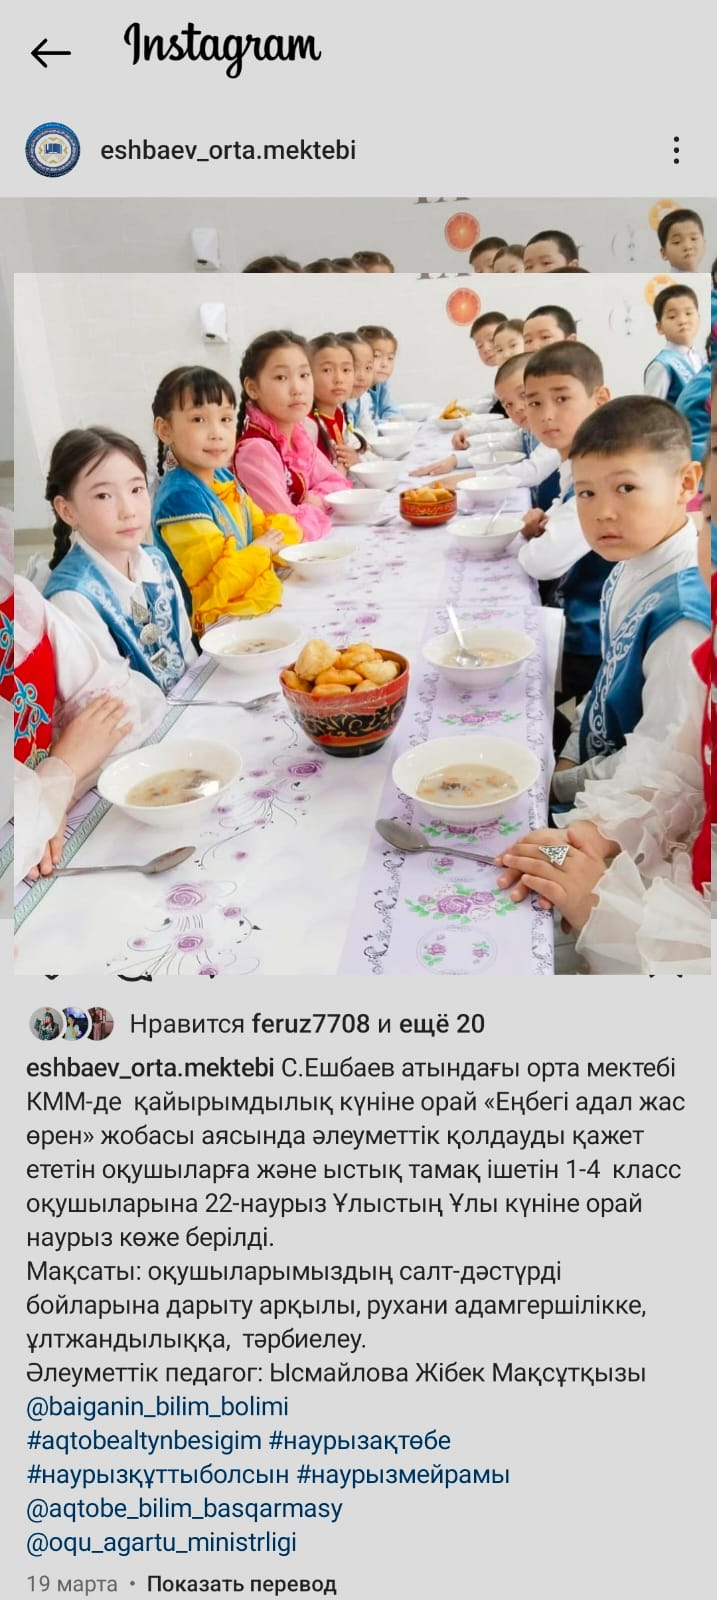 Instagram
eshbaev_orta.mektebi
Нравится feruz7708 и ещё 20
eshbaev_orta.mektebi С.Ешбаев атындағы орта мектебі
КММ-де қайырымдылық күніне орай «Еңбегі адал жас
өрен» жобасы аясында әлеуметтік қолдауды қажет
ететін оқушыларға және ыстық тамақ ішетін 1-4 класс
оқушыларына 22-наурыз Ұлыстың Ұлы күніне орай
наурыз көже берілді.
Мақсаты: оқушыларымыздың салт-дәстүрді
бойларына дарыту арқылы, рухани адамгершілікке,
ұлтжандылыққа, тәрбиелеу.
Әлеуметтік педагог: Ысмайлова Жібек Мақсұтқызы
@baiganin_bilim_bolimi
#aqtobealtynbesigim #наурызақтөбе
#наурызқұттыболсын #наурызмейрамы
@aqtobe_bilim_basqarmasy
@oqu_agartu_ministrligi
19 марта • Показать перевод